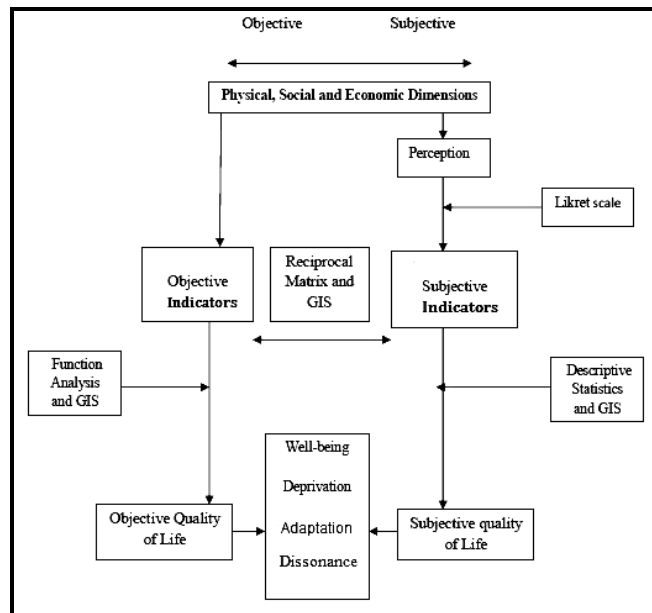 Objective Subjective
Physical, Social and Economic Dimensions
Perception
Likret scale
Objective
Indicators
Reciprocal
Matrix and
GIS
Subjective
Indicators
Function
Analysis
and GIS
Descriptive
Statistics
and GIS
Well-being
Deprivation
Adaptation
Dissonance
Objective Quality
of Life
Subjective quality
of Life